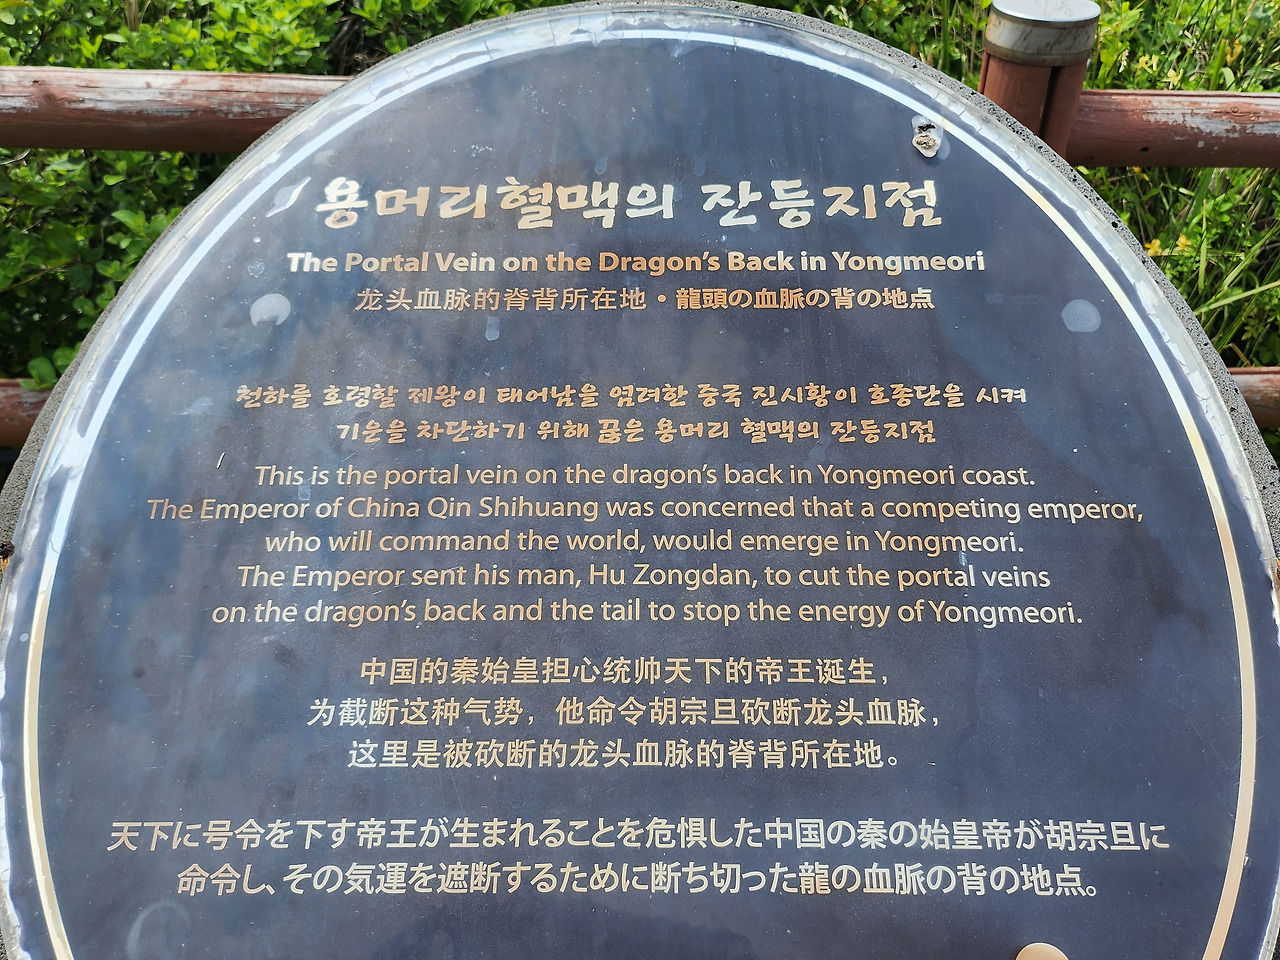 용머리혈맥의 잔등지점
The Portal Vein on the Dragon's Back in Yongmeori
龙头血脉的脊背所在地・龍頭の血脈の背の地点
천하를 호령할 제왕이 태어남을 염려한 중국 진시황이 호종단을 시켜
기운을 차단하기 위해 끊은 용머리 혈맥의 잔등지점
This is the portal vein on the dragon's back in Yongmeori coast.
The Emperor of China Qin Shihuang was concerned that a competing emperor,
who will command the world, would emerge in Yongmeori.
The Emperor sent his man, Hu Zongdan, to cut the portal veins
on the dragon's back and the tail to stop the energy of Yongmeori.
中国的秦始皇担心统帅天下的帝王诞生，
为截断这种气势，他命令胡宗旦砍断龙头血脉，
这里是被砍断的龙头血脉的脊背所在地。
天下に号令を下す帝王が生まれることを危惧した中国の秦の始皇帝が胡宗旦に
命令し、その気運を遮断するために断ち切った龍の血脈の背の地点。